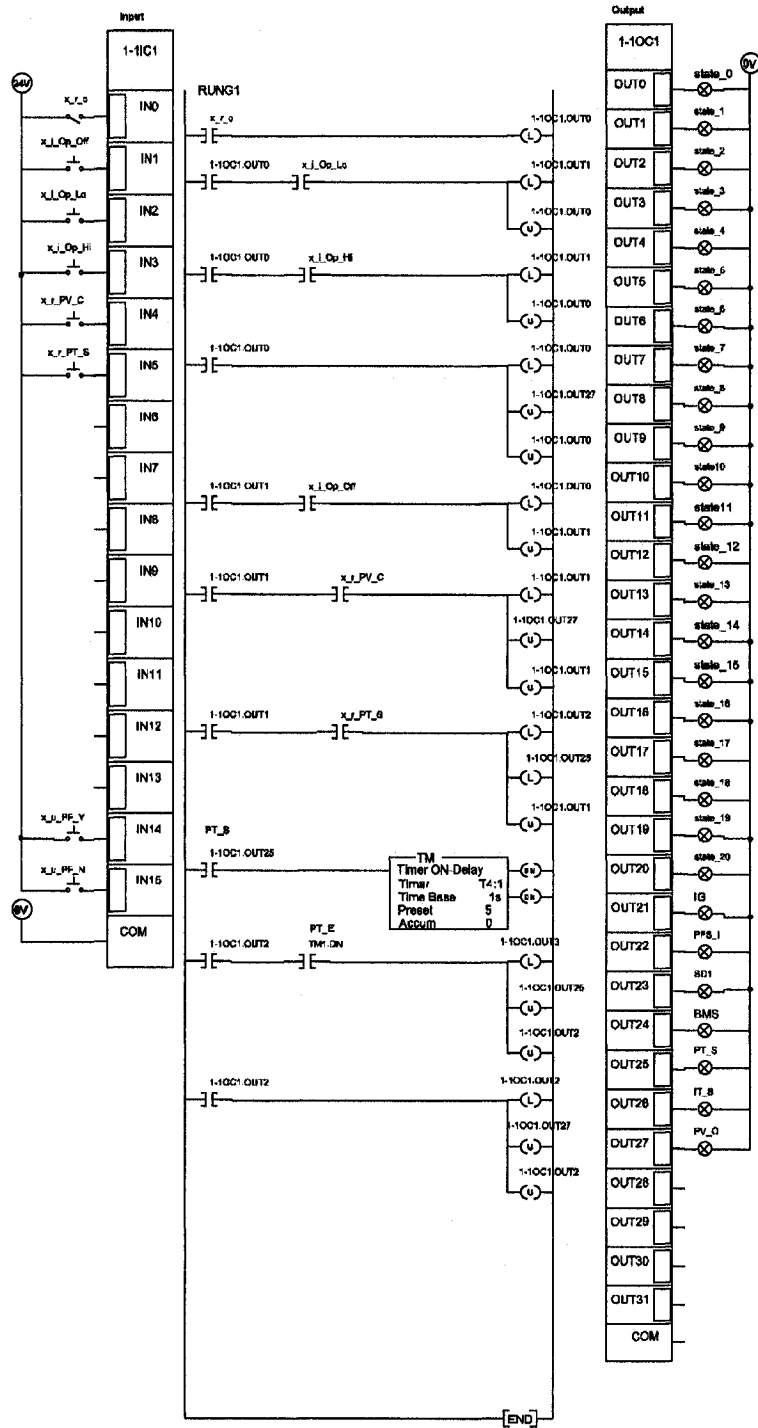 Input
1-1IC1
24V
x_r_o
IN0
x_i_Op_Off
IN1
x_i_Op_Lo
IN2
x_i_Op_Hi
IN3
x_r_PV_C
IN4
x_r_PT_S
IN5
IN6
IN7
IN8
IN9
IN10
IN11
IN12
IN13
x_u_PF_Y
IN14
x_u_PF_N
IN15
0V
COM
RUNG1
x_r_o
1-1OC1.OUT0
L
1-1OC1.OUT0
x_i_Op_Lo
1-1OC1.OUT1
L
1-1OC1.OUT0
U
1-1OC1.OUT0
x_i_Op_Hi
1-1OC1.OUT1
L
1-1OC1.OUT0
U
1-1OC1.OUT0
1-1OC1.OUT0
L
1-1OC1.OUT27
U
1-1OC1.OUT0
U
1-1OC1.OUT1
x_i_Op_Off
1-1OC1.OUT0
L
1-1OC1.OUT1
U
1-1OC1.OUT1
x_r_PV_C
1-1OC1.OUT1
L
1-1OC1.OUT27
U
1-1OC1.OUT1
U
1-1OC1.OUT1
x_r_PT_S
1-1OC1.OUT2
L
1-1OC1.OUT25
L
1-1OC1.OUT1
U
PT_S
1-1OC1.OUT25
TM
Timer ON-Delay
Timer T4:1
Time Base 1s
Preset 5
Accum 0
EN
DN
1-1OC1.OUT2
PT_E
TM1.DN
1-1OC1.OUT3
L
1-1OC1.OUT25
U
1-1OC1.OUT2
U
1-1OC1.OUT2
1-1OC1.OUT2
L
1-1OC1.OUT27
U
1-1OC1.OUT2
U
END
Output
1-1OC1
0V
OUT0
state_0
OUT1
state_1
OUT2
state_2
OUT3
state_3
OUT4
state_4
OUT5
state_5
OUT6
state_6
OUT7
state_7
OUT8
state_8
OUT9
state_9
OUT10
state10
OUT11
state11
OUT12
state_12
OUT13
state_13
OUT14
state_14
OUT15
state_15
OUT16
state_16
OUT17
state_17
OUT18
state_18
OUT19
state_19
OUT20
state_20
OUT21
IG
OUT22
PFS_I
OUT23
SD1
OUT24
BMS
OUT25
PT_S
OUT26
IT_S
OUT27
PV_O
OUT28
OUT29
OUT30
OUT31
COM